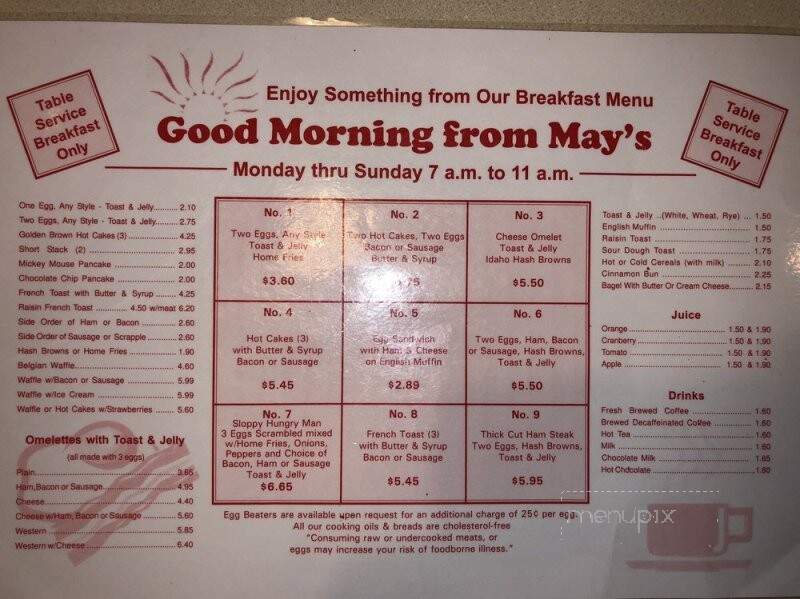 Table
Service
Breakfast
Only
Enjoy Something from Our Breakfast Menu
Good Morning from May's
Monday thru Sunday 7 a.m. to 11 a.m.
Table
Service
Breakfast
Only
One Egg, Any Style - Toast & Jelly.......... 2.10
Two Eggs, Any Style - Toast & Jelly........ 2.75
Golden Brown Hot Cakes (3) ................ 4.25
Short Stack (2) ................ 2.95
Mickey Mouse Pancake ................ 2.00
Chocolate Chip Pancake ................ 2.00
French Toast with Butter & Syrup ........ 4.25
Raisin French Toast ........... 4.50 w/meat 6.20
Side Order of Ham or Bacon ................ 2.60
Side Order of Sausage or Scrapple ........ 2.60
Hash Browns or Home Fries ................ 1.90
Belgian Waffle................ 4.60
Waffle w/Bacon or Sausage ................ 5.99
Waffle w/Ice Cream ................ 5.99
Waffle or Hot Cakes w/Strawberries ....... 5.60
Omelettes with Toast & Jelly
(all made with 3 eggs)
Plain................ 3.65
Ham,Bacon or Sausage................ 4.95
Cheese ................ 4.40
Cheese w/Ham, Bacon or Sausage ........ 5.60
Western ................ 5.85
Western w/Cheese ................ 6.40
No. 1
Two Eggs, Any Style
Toast & Jelly
Home Fries
$3.60
No. 2
Two Hot Cakes, Two Eggs
Bacon or Sausage
Butter & Syrup
.75
No. 3
Cheese Omelet
Toast & Jelly
Idaho Hash Browns
$5.50
No. 4
Hot Cakes (3)
with Butter & Syrup
Bacon or Sausage
$5.45
No. 5
Egg Sandwich
with Ham & Cheese
on English Muffin
$2.89
No. 6
Two Eggs, Ham, Bacon
or Sausage, Hash Browns,
Toast & Jelly
$5.50
No. 7
Sloppy Hungry Man
3 Eggs Scrambled mixed
w/Home Fries, Onions,
Peppers and Choice of
Bacon, Ham or Sausage
Toast & Jelly
$6.65
No. 8
French Toast (3)
with Butter & Syrup
Bacon or Sausage
$5.45
No. 9
Thick Cut Ham Steak
Two Eggs, Hash Browns,
Toast & Jelly
$5.95
Toast & Jelly ..(White, Wheat, Rye) ... 1.50
English Muffin ................ 1.50
Raisin Toast ................ 1.75
Sour Dough Toast ................ 1.75
Hot or Cold Cereals (with milk) ......... 2.10
Cinnamon Bun ................ 2.25
Bagel With Butter Or Cream Cheese........ 2.15
Juice
Orange ................ 1.50 & 1.90
Cranberry ................ 1.50 & 1.90
Tomato ................ 1.50 & 1.90
Apple ................ 1.50 & 1.90
Drinks
Fresh Brewed Coffee ................ 1.60
Brewed Decaffeinated Coffee ................ 1.60
Hot Tea ................ 1.60
Milk ................ 1.60
Chocolate Milk ................ 1.65
Hot Chocolate ................ 1.60
Egg Beaters are available upon request for an additional charge of 25¢ per egg.
All our cooking oils & breads are cholesterol-free
"Consuming raw or undercooked meats, or
eggs may increase your risk of foodborne illness."
menupix